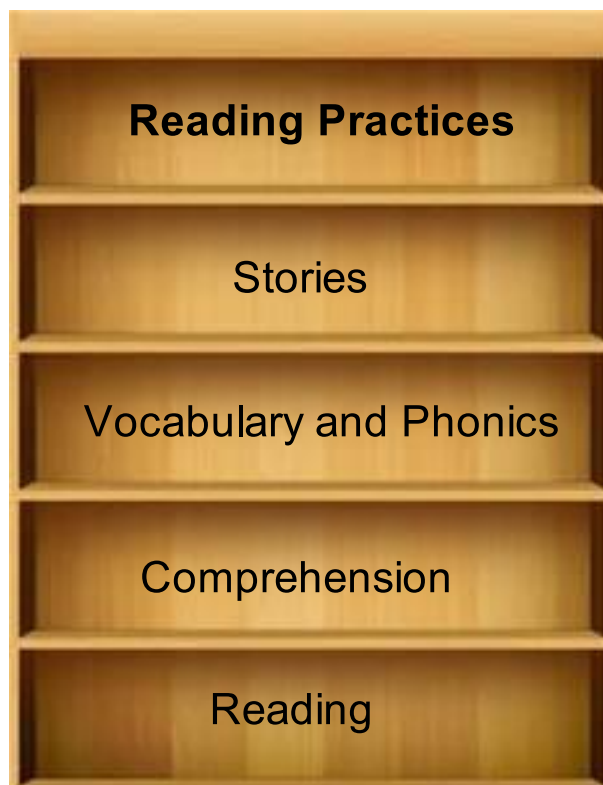 Reading Practices
Stories
Vocabulary and Phonics
Comprehension
Reading